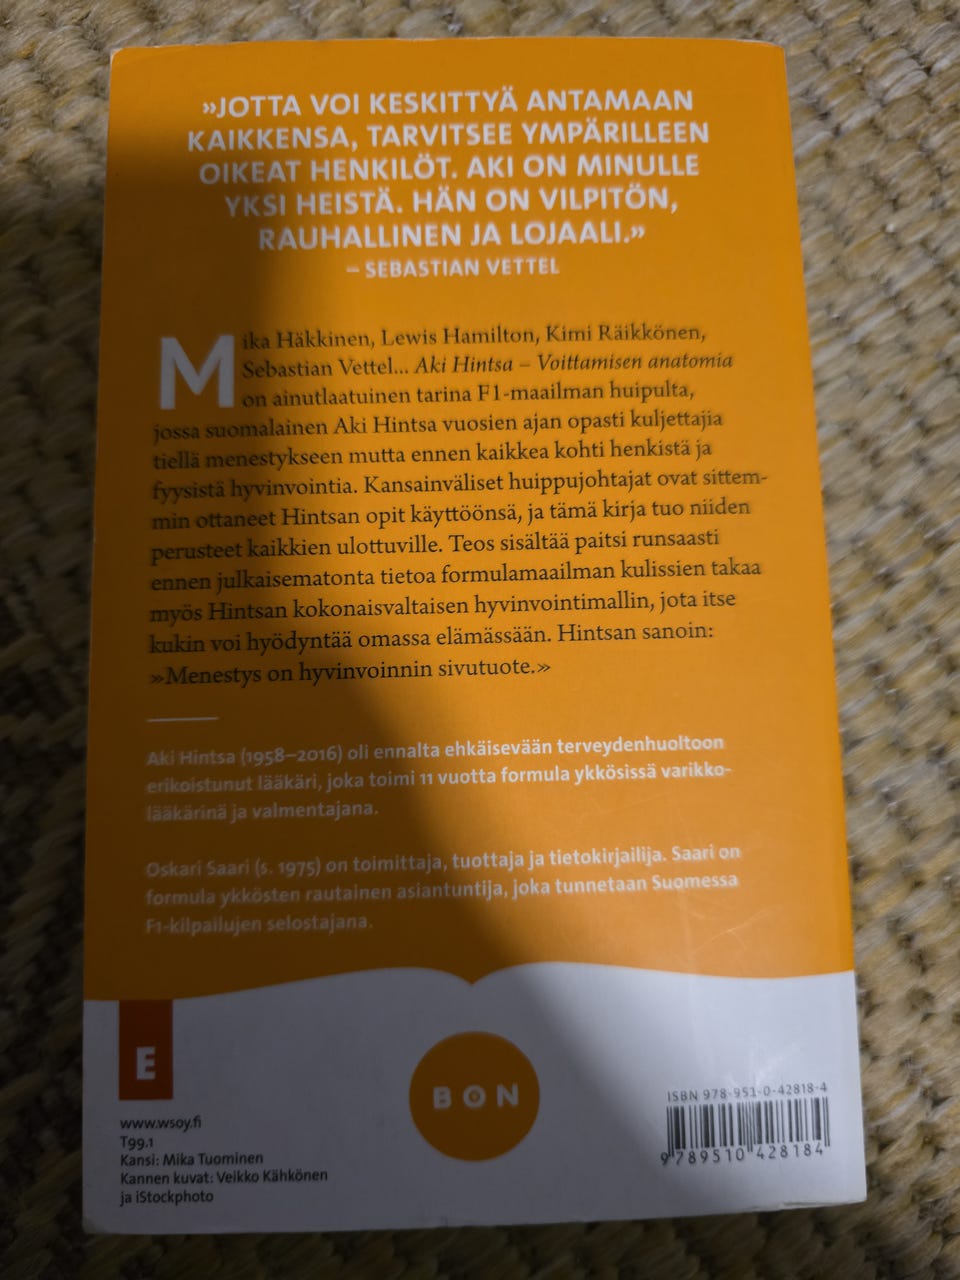 »JOTTA VOI KESKITTYÄ ANTAMAAN
KAIKKENSA, TARVITSEE YMPÄRILLEEN
OIKEAT HENKILÖT. AKI ON MINULLE
YKSI HEISTÄ. HÄN ON VILPITÖN,
RAUHALLINEN JA LOJAALI.»
– SEBASTIAN VETTEL
Mika Häkkinen, Lewis Hamilton, Kimi Räikkönen,
Sebastian Vettel... Aki Hintsa – Voittamisen anatomia
on ainutlaatuinen tarina F1-maailman huipulta,
jossa suomalainen Aki Hintsa vuosien ajan opasti kuljettajia
tiellä menestykseen mutta ennen kaikkea kohti henkistä ja
fyysistä hyvinvointia. Kansainväliset huippujohtajat ovat sittem-
min ottaneet Hintsan opit käyttöönsä, ja tämä kirja tuo niiden
perusteet kaikkien ulottuville. Teos sisältää paitsi runsaasti
ennen julkaisematonta tietoa formulamaailman kulissien takaa
myös Hintsan kokonaisvaltaisen hyvinvointimallin, jota itse
kukin voi hyödyntää omassa elämässään. Hintsan sanoin:
»Menestys on hyvinvoinnin sivutuote.»
Aki Hintsa (1958–2016) oli ennalta ehkäisevään terveydenhuoltoon
erikoistunut lääkäri, joka toimi 11 vuotta formula ykkösissä varikko-
lääkärinä ja valmentajana.
Oskari Saari (s. 1975) on toimittaja, tuottaja ja tietokirjailija. Saari on
formula ykkösten rautainen asiantuntija, joka tunnetaan Suomessa
F1-kilpailujen selostajana.
E
BON
www.wsoy.fi
T99.1
Kansi: Mika Tuominen
Kannen kuvat: Veikko Kähkönen
ja iStockphoto
ISBN 978-951-0-42818-4
9 789510 428184